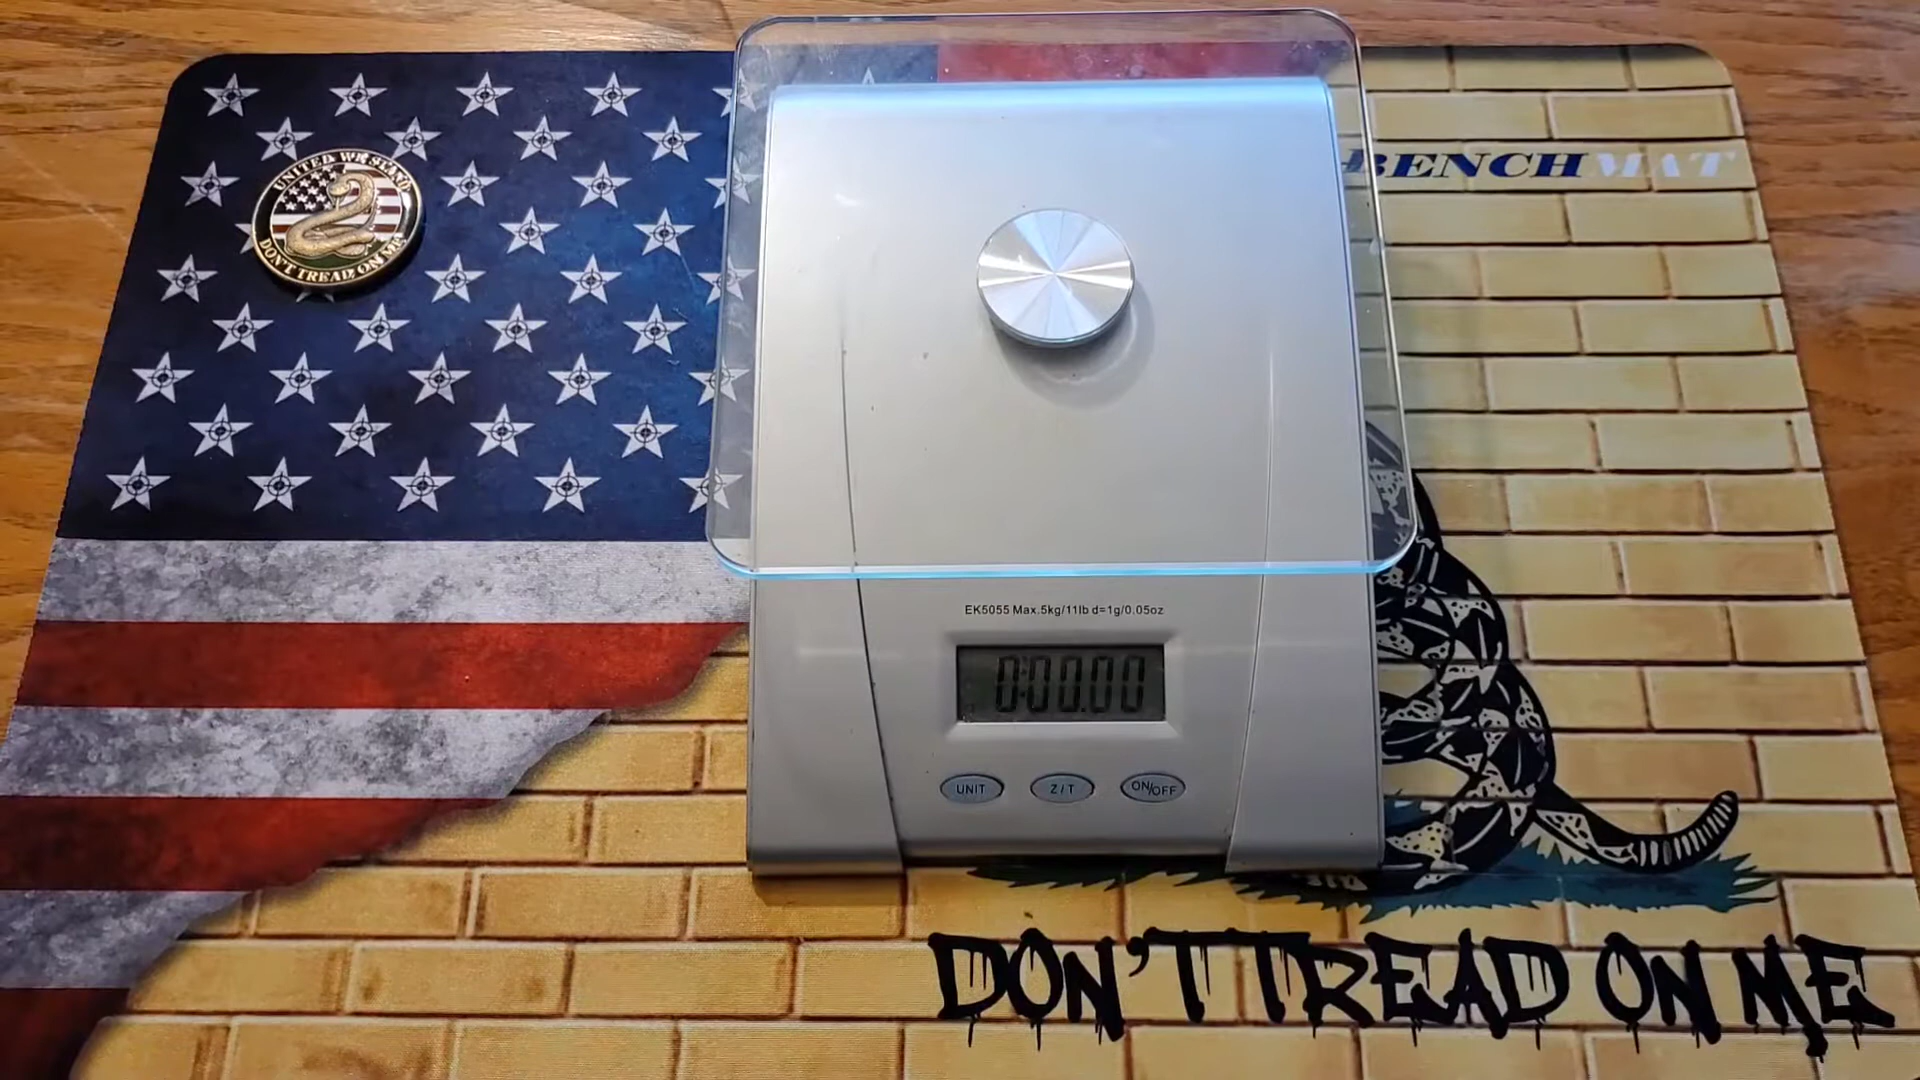 UNITED WE STAND
DON'T TREAD ON ME
BENCHMAT
EK5055 Max.5kg/11lb d=1g/0.05oz
0:00.00
UNIT
Z/T
ON/OFF
DON'T TREAD ON ME